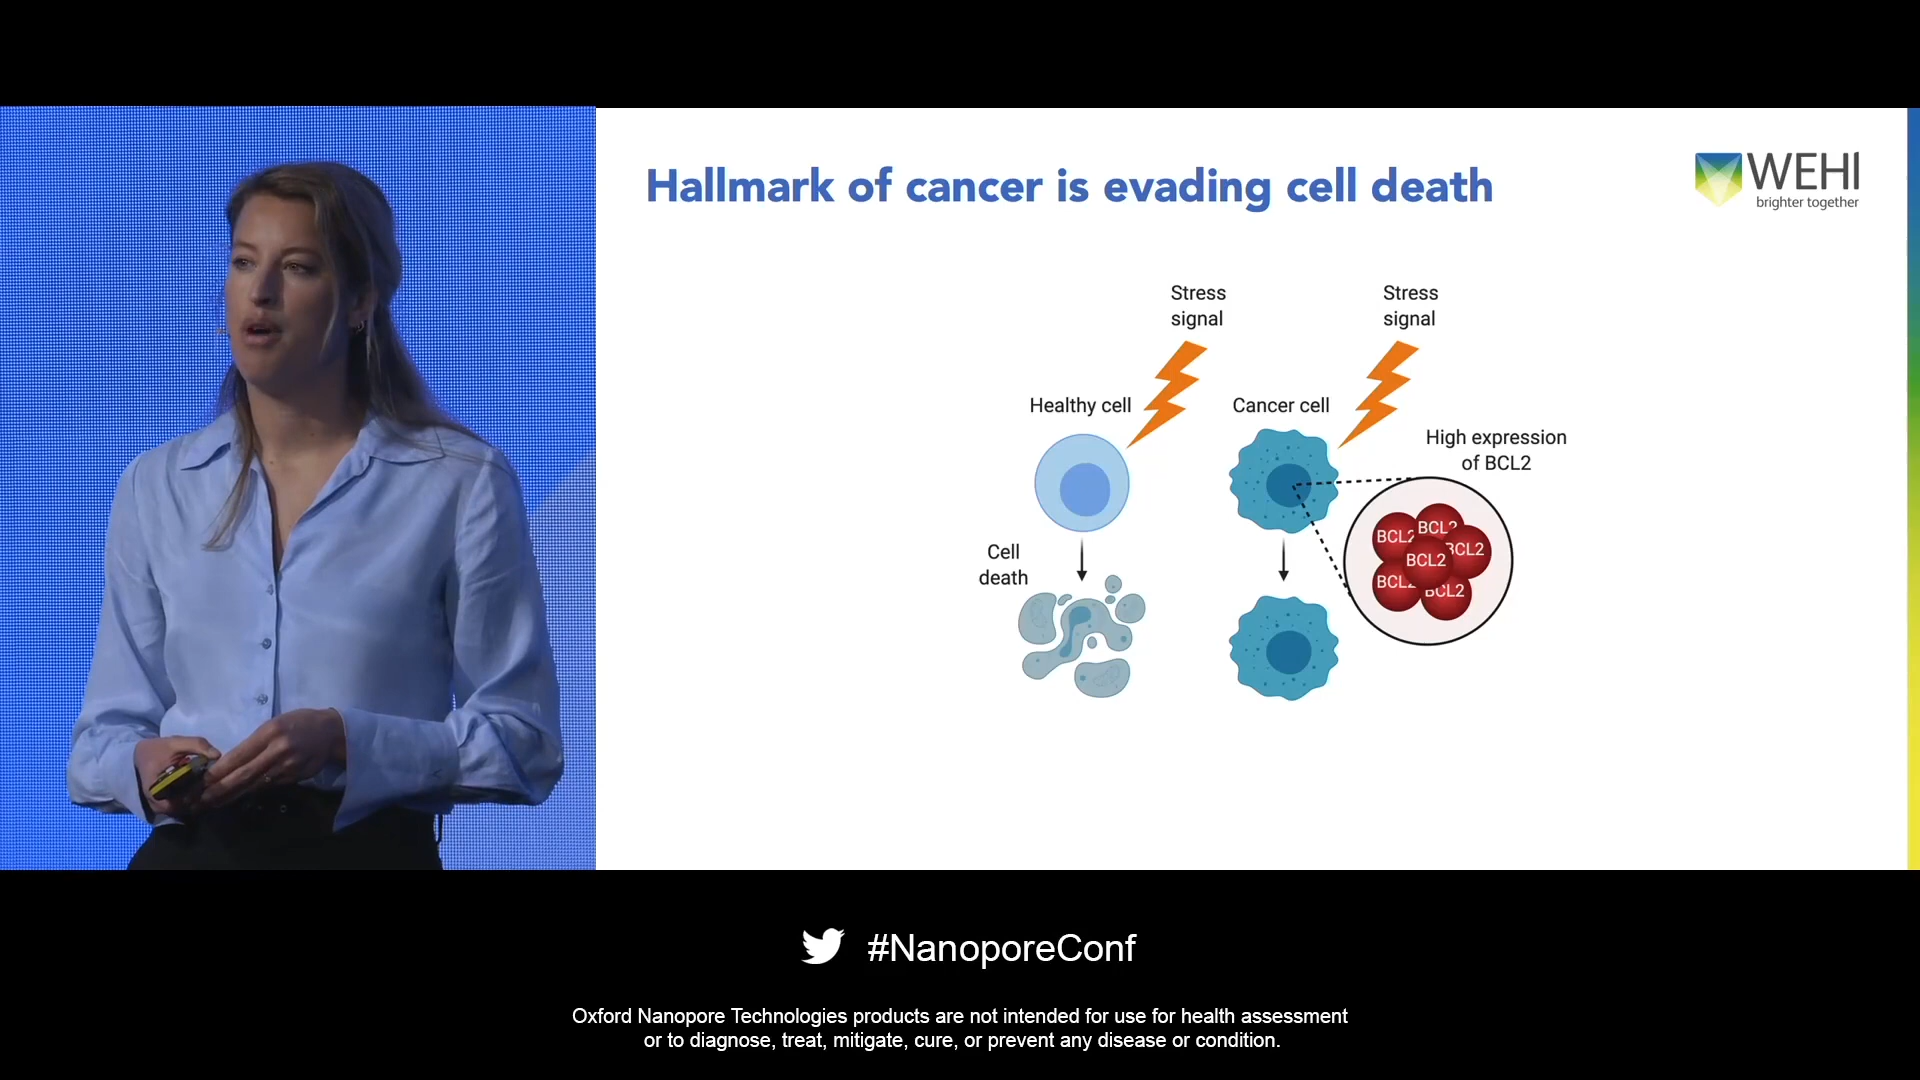 Hallmark of cancer is evading cell death
WEHI
brighter together
Stress
signal
Stress
signal
Healthy cell
Cancer cell
High expression
of BCL2
BCL2
BCL2
BCL2
BCL2
BCL2
BCL2
Cell
death
#NanoporeConf
Oxford Nanopore Technologies products are not intended for use for health assessment
or to diagnose, treat, mitigate, cure, or prevent any disease or condition.